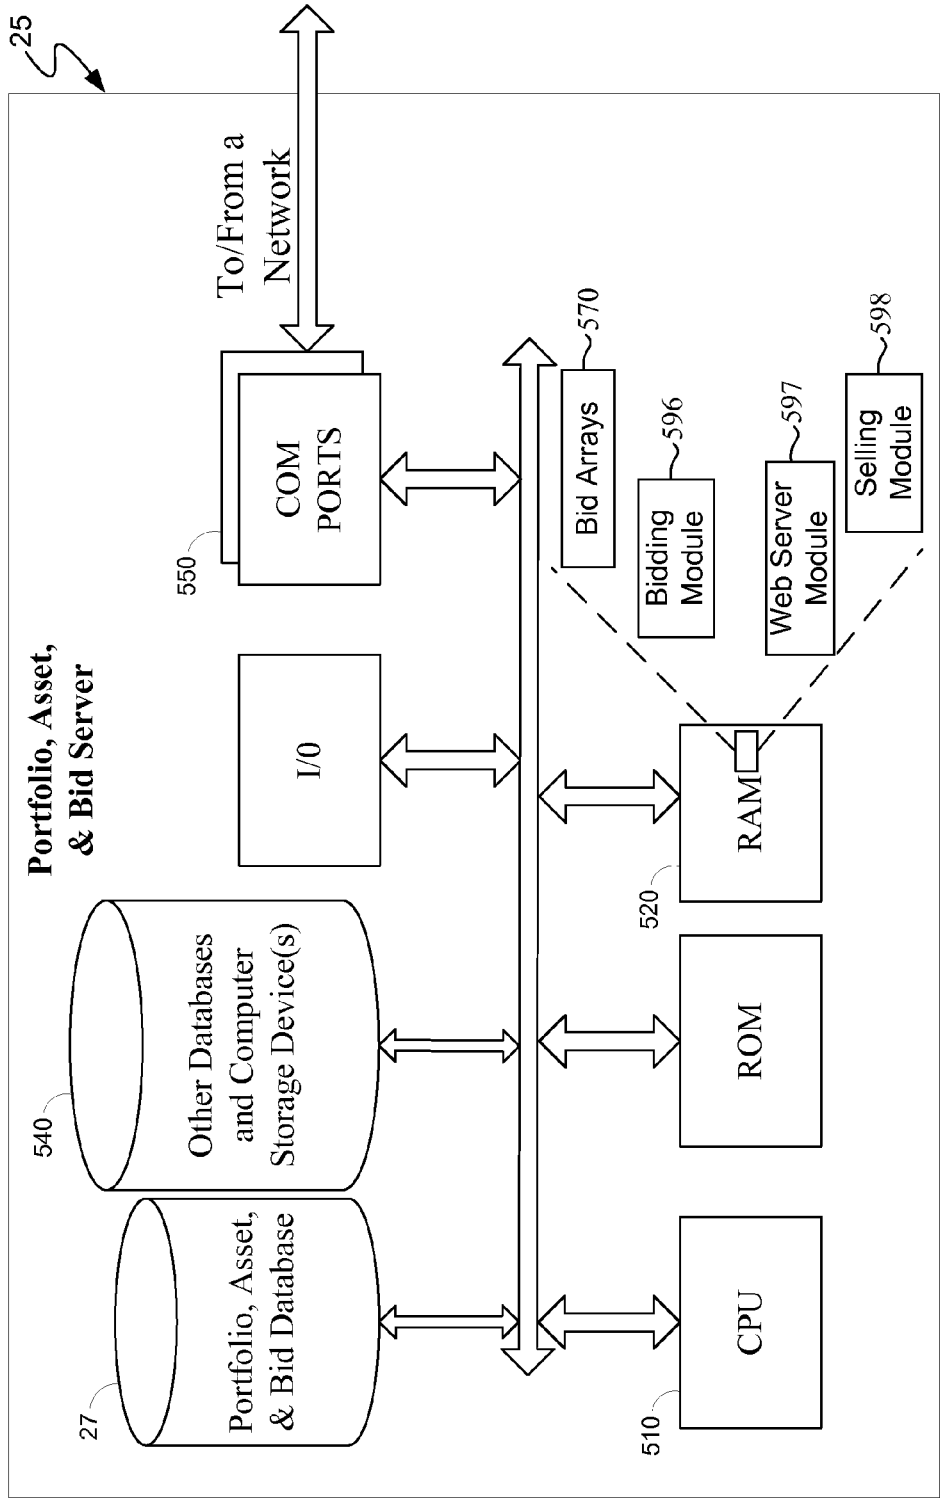 25
Portfolio, Asset,
& Bid Server
27
Portfolio, Asset,
& Bid Database
540
Other Databases
and Computer
Storage Device(s)
I/0
550
COM
PORTS
To/From a
Network
510
CPU
ROM
520
RAM
Bid Arrays
570
Bidding
Module
596
Web Server
Module
597
Selling
Module
598